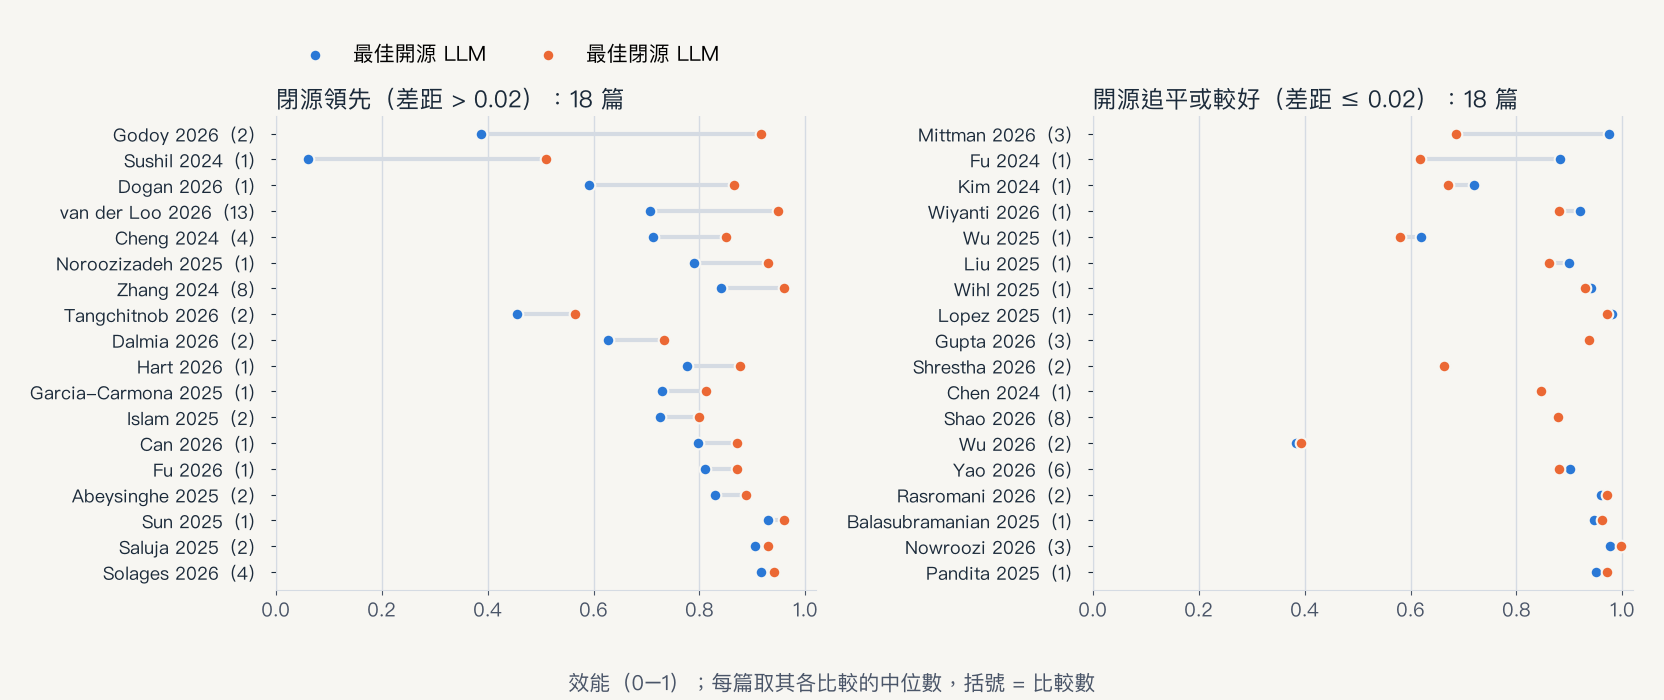 最佳開源 LLM
最佳閉源 LLM
閉源領先（差距 > 0.02）：18 篇
Godoy 2026（2）
Sushil 2024（1）
Dogan 2026（1）
van der Loo 2026（13）
Cheng 2024（4）
Noroozizadeh 2025（1）
Zhang 2024（8）
Tangchitnob 2026（2）
Dalmia 2026（2）
Hart 2026（1）
Garcia–Carmona 2025（1）
Islam 2025（2）
Can 2026（1）
Fu 2026（1）
Abeysinghe 2025（2）
Sun 2025（1）
Saluja 2025（2）
Solages 2026（4）
0.0 0.2 0.4 0.6 0.8 1.0
開源追平或較好（差距 ≤ 0.02）：18 篇
Mittman 2026（3）
Fu 2024（1）
Kim 2024（1）
Wiyanti 2026（1）
Wu 2025（1）
Liu 2025（1）
Wihl 2025（1）
Lopez 2025（1）
Gupta 2026（3）
Shrestha 2026（2）
Chen 2024（1）
Shao 2026（8）
Wu 2026（2）
Yao 2026（6）
Rasromani 2026（2）
Balasubramanian 2025（1）
Nowroozi 2026（3）
Pandita 2025（1）
0.0 0.2 0.4 0.6 0.8 1.0
效能（0–1）；每篇取其各比較的中位數，括號 = 比較數